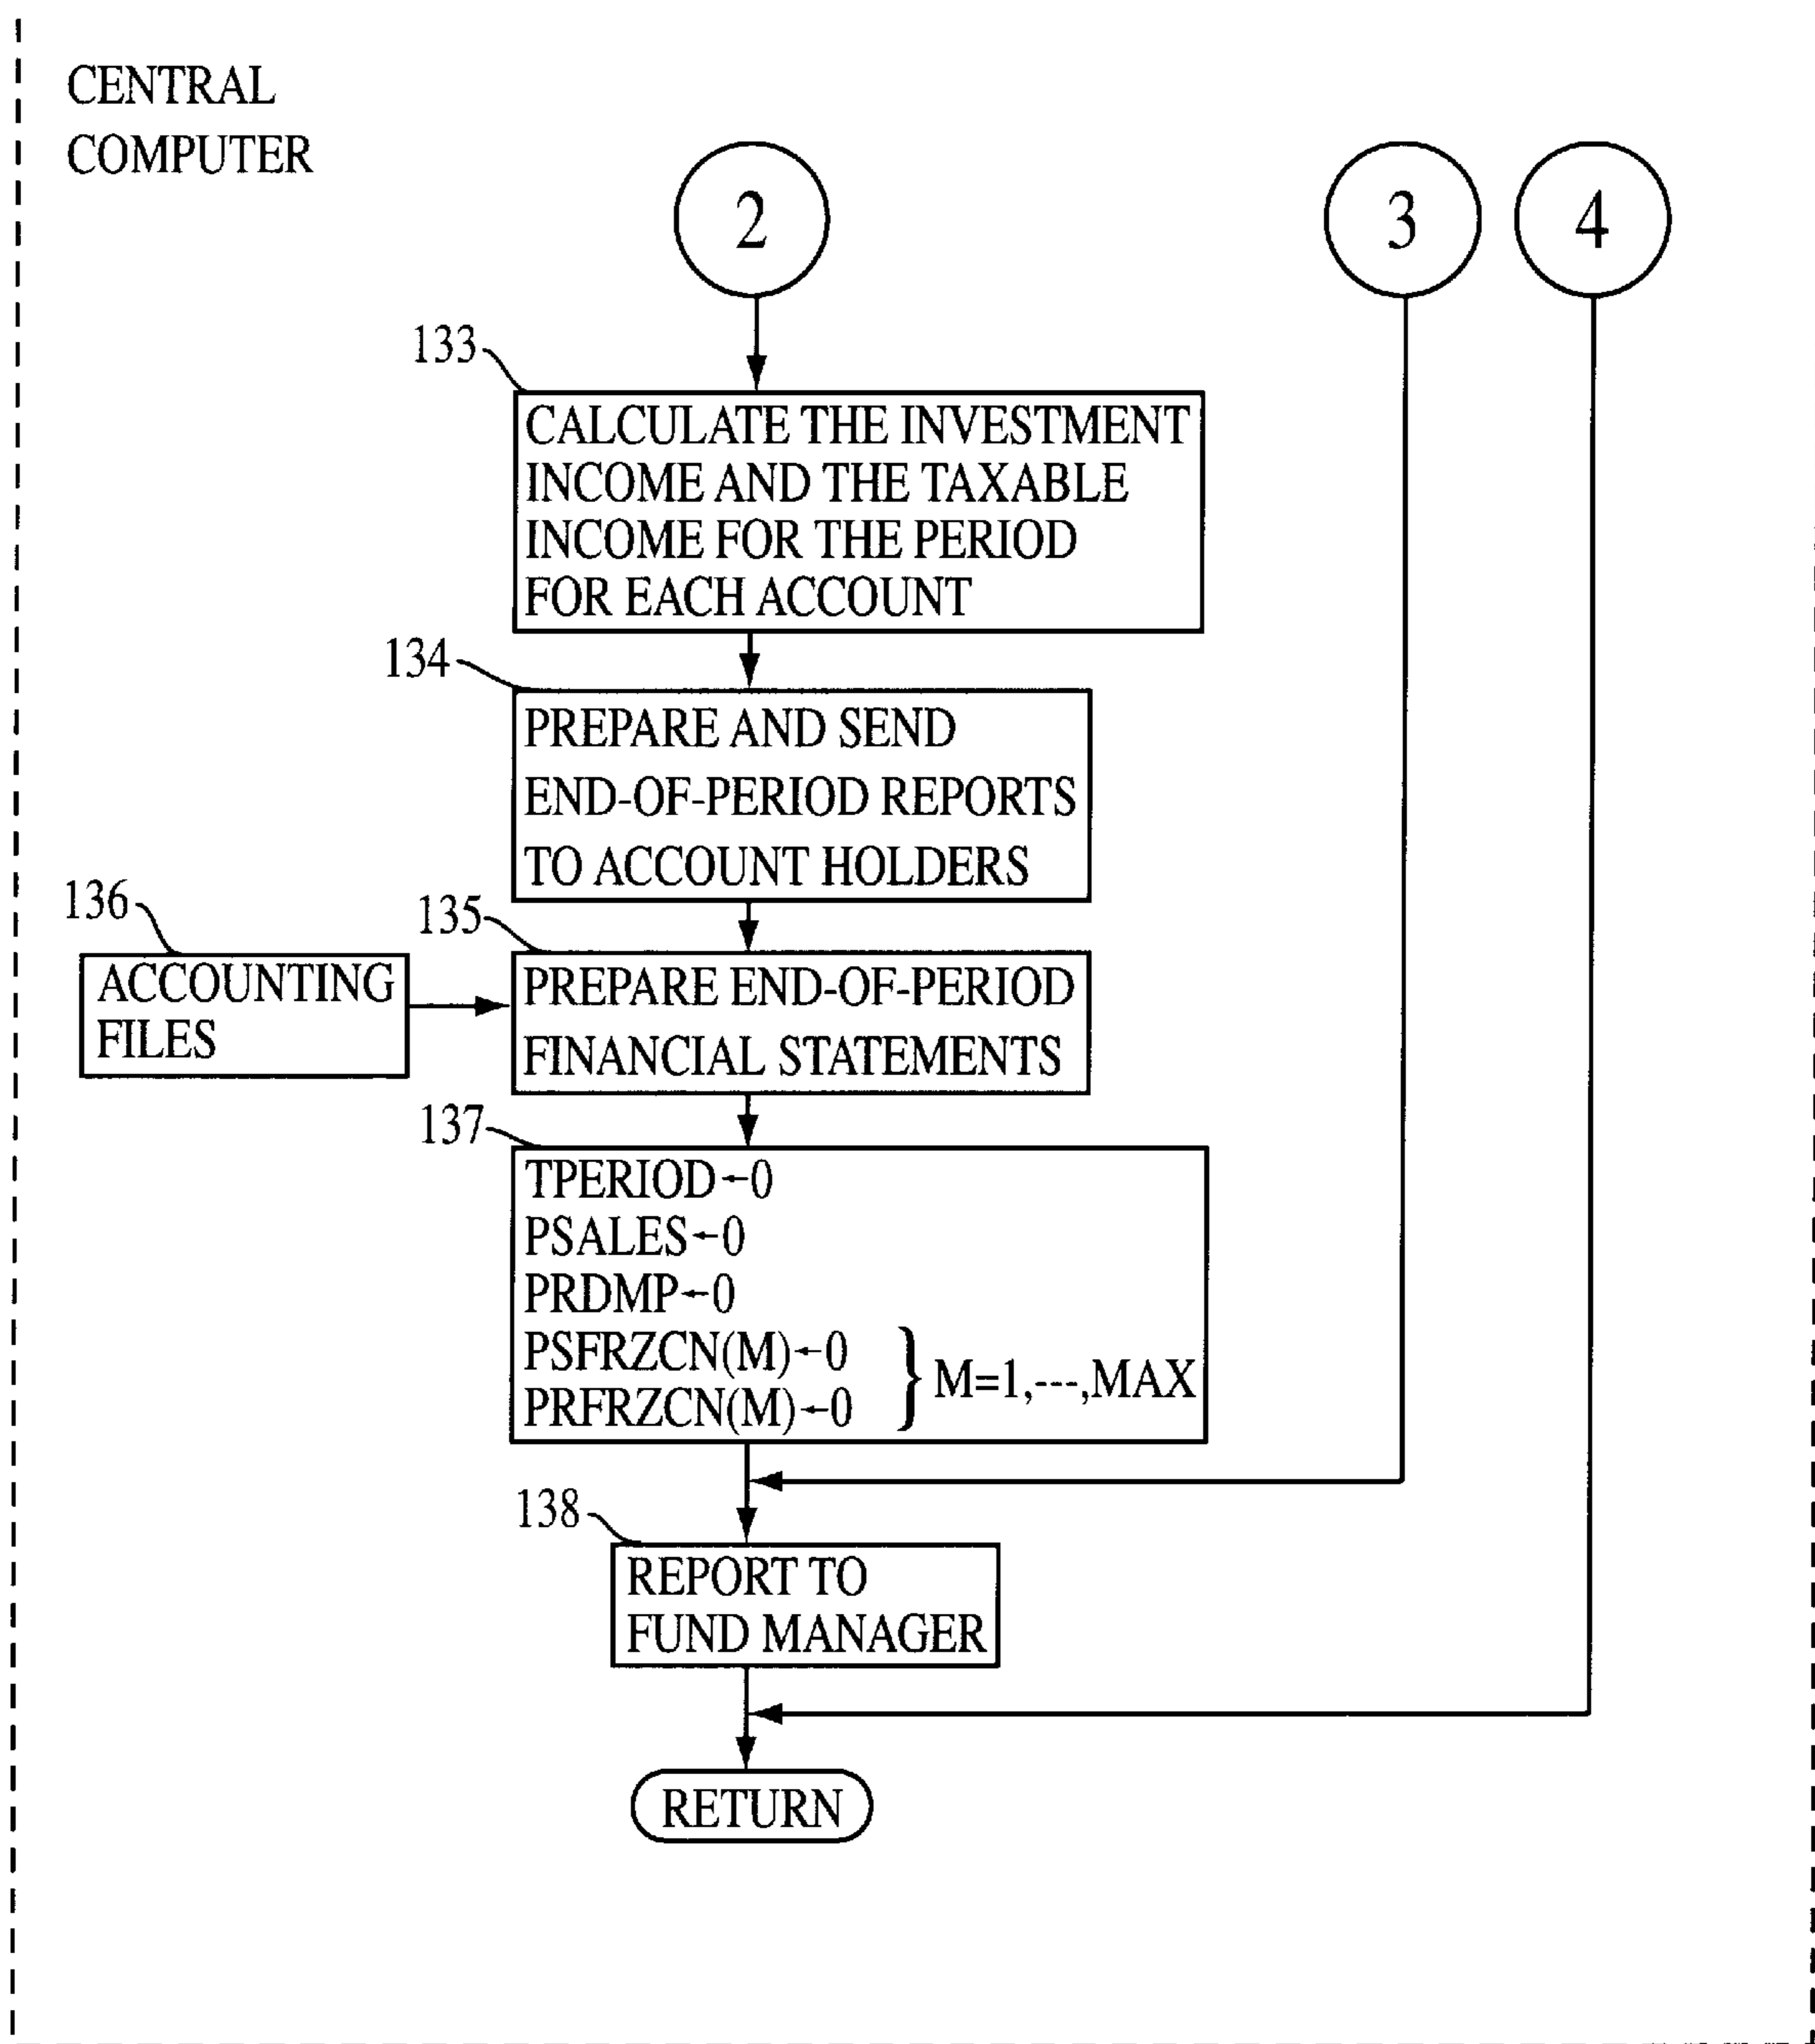 CENTRAL
COMPUTER
2
3
4
133
CALCULATE THE INVESTMENT
INCOME AND THE TAXABLE
INCOME FOR THE PERIOD
FOR EACH ACCOUNT
134
PREPARE AND SEND
END-OF-PERIOD REPORTS
TO ACCOUNT HOLDERS
136
ACCOUNTING
FILES
135
PREPARE END-OF-PERIOD
FINANCIAL STATEMENTS
137
TPERIOD←0
PSALES←0
PRDMP←0
PSFRZCN(M)←0
PRFRZCN(M)←0
} M=1,---,MAX
138
REPORT TO
FUND MANAGER
RETURN